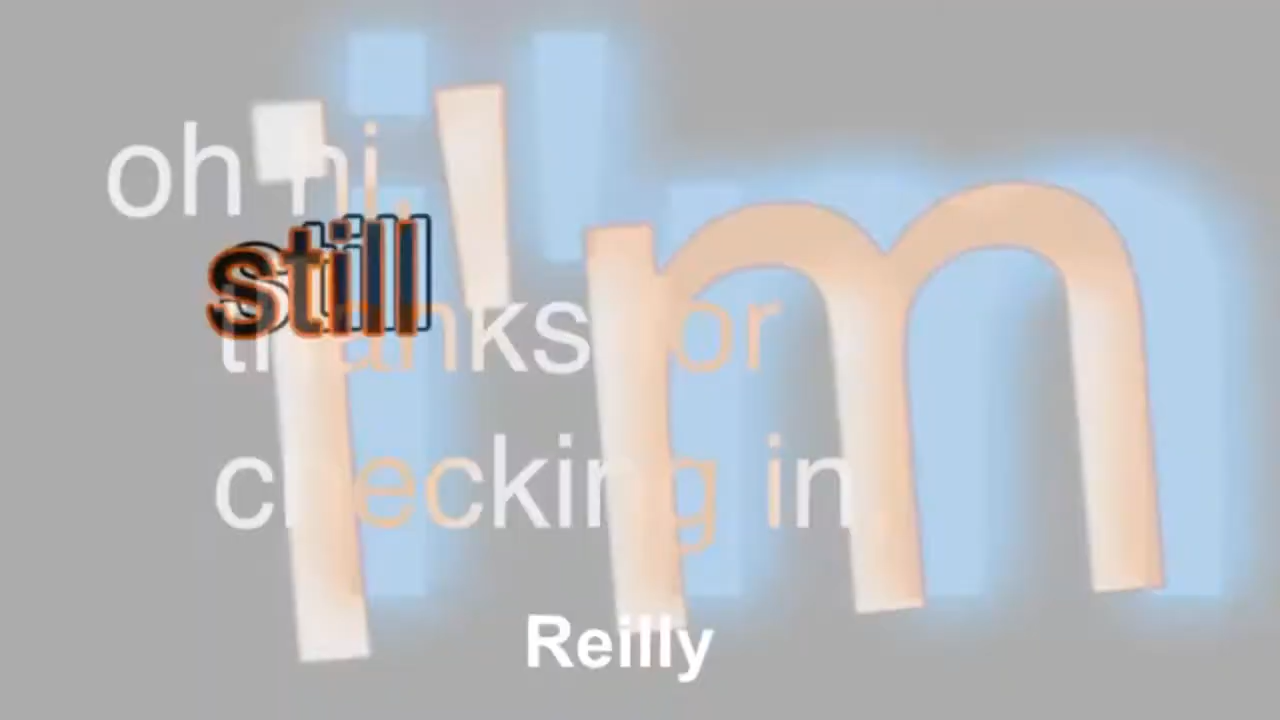 oh hi,
i'm
still
thanks for
checking in.
Reilly